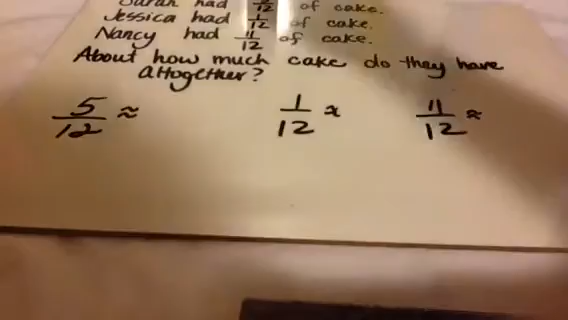 Sarah had /12 of cake.
Jessica had 1/12 of cake.
Nancy had 11/12 of cake.
About how much cake do they have
altogether?
5/12 ≈ 1/12 ≈ 11/12 ≈